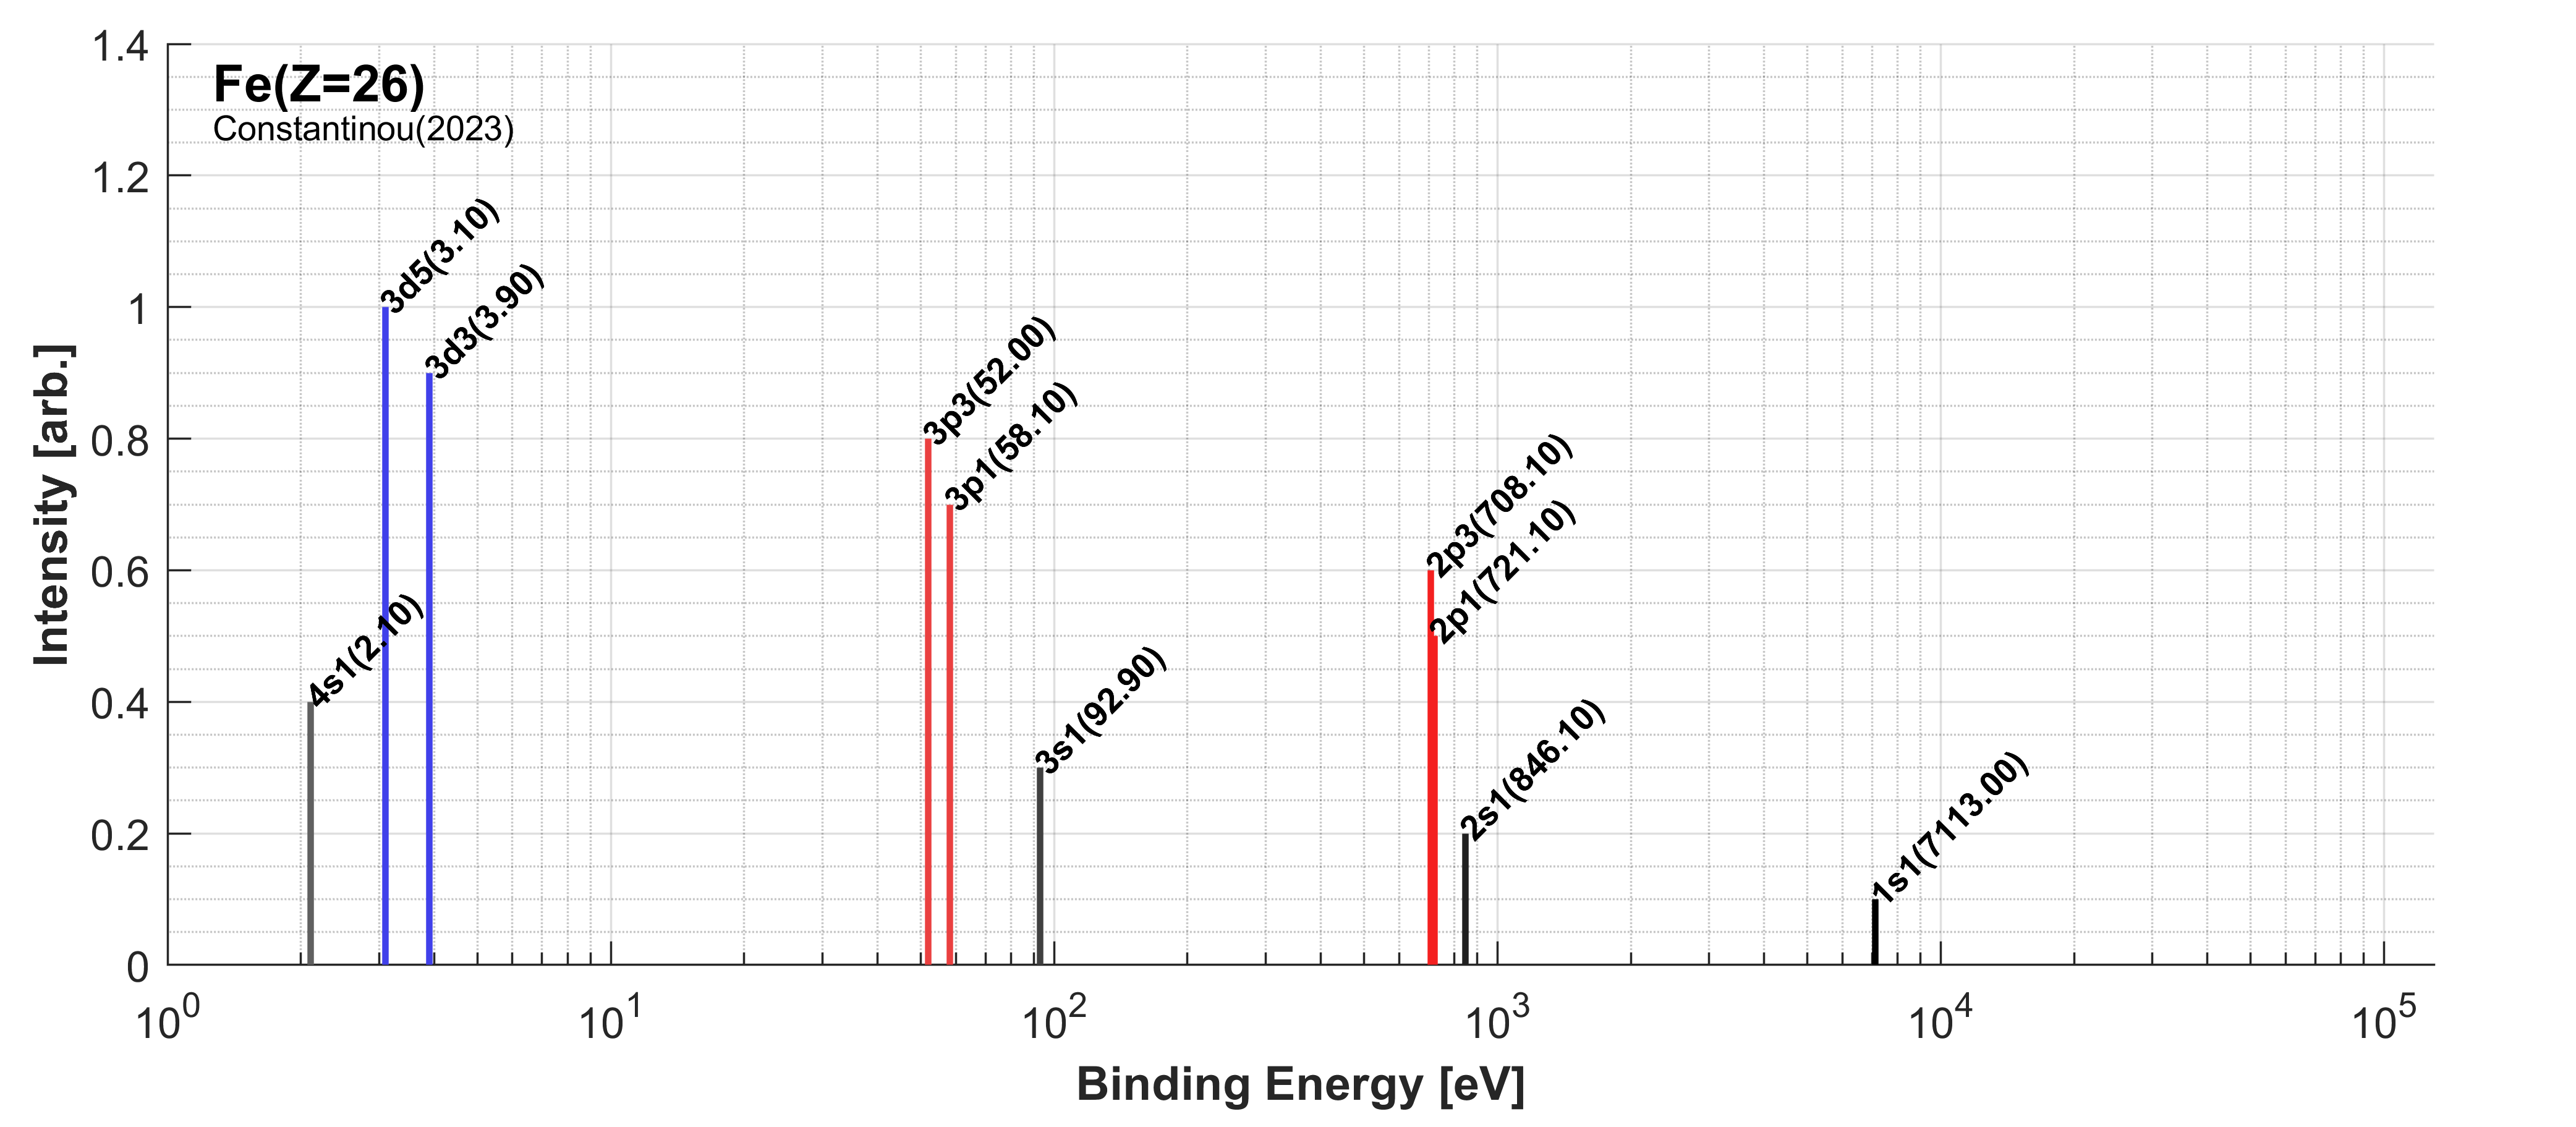 Fe(Z=26)
Constantinou(2023)
1.4
1.2
1
0.8
0.6
0.4
0.2
0
Intensity [arb.]
4s1(2.10)
3d5(3.10)
3d3(3.90)
3p3(52.00)
3p1(58.10)
3s1(92.90)
2p3(708.10)
2p1(721.10)
2s1(846.10)
1s1(7113.00)
10^0 10^1 10^2 10^3 10^4 10^5
Binding Energy [eV]